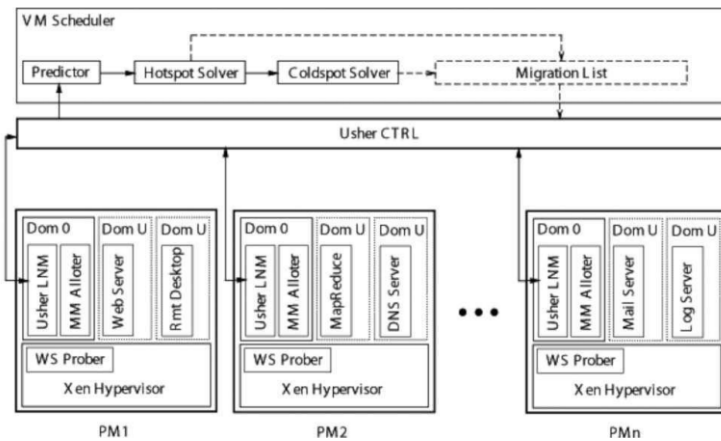 VM Scheduler
Predictor
Hotspot Solver
Coldspot Solver
Migration List
Usher CTRL
Dom 0
Dom U
Dom U
Usher LNM
MM Alloter
Web Server
Rmt Desktop
WS Prober
Xen Hypervisor
PM1
Dom 0
Dom U
Dom U
Usher LNM
MM Alloter
MapReduce
DNS Server
WS Prober
Xen Hypervisor
PM2
Dom 0
Dom U
Dom U
Usher LNM
MM Alloter
Mail Server
Log Server
WS Prober
Xen Hypervisor
PMn